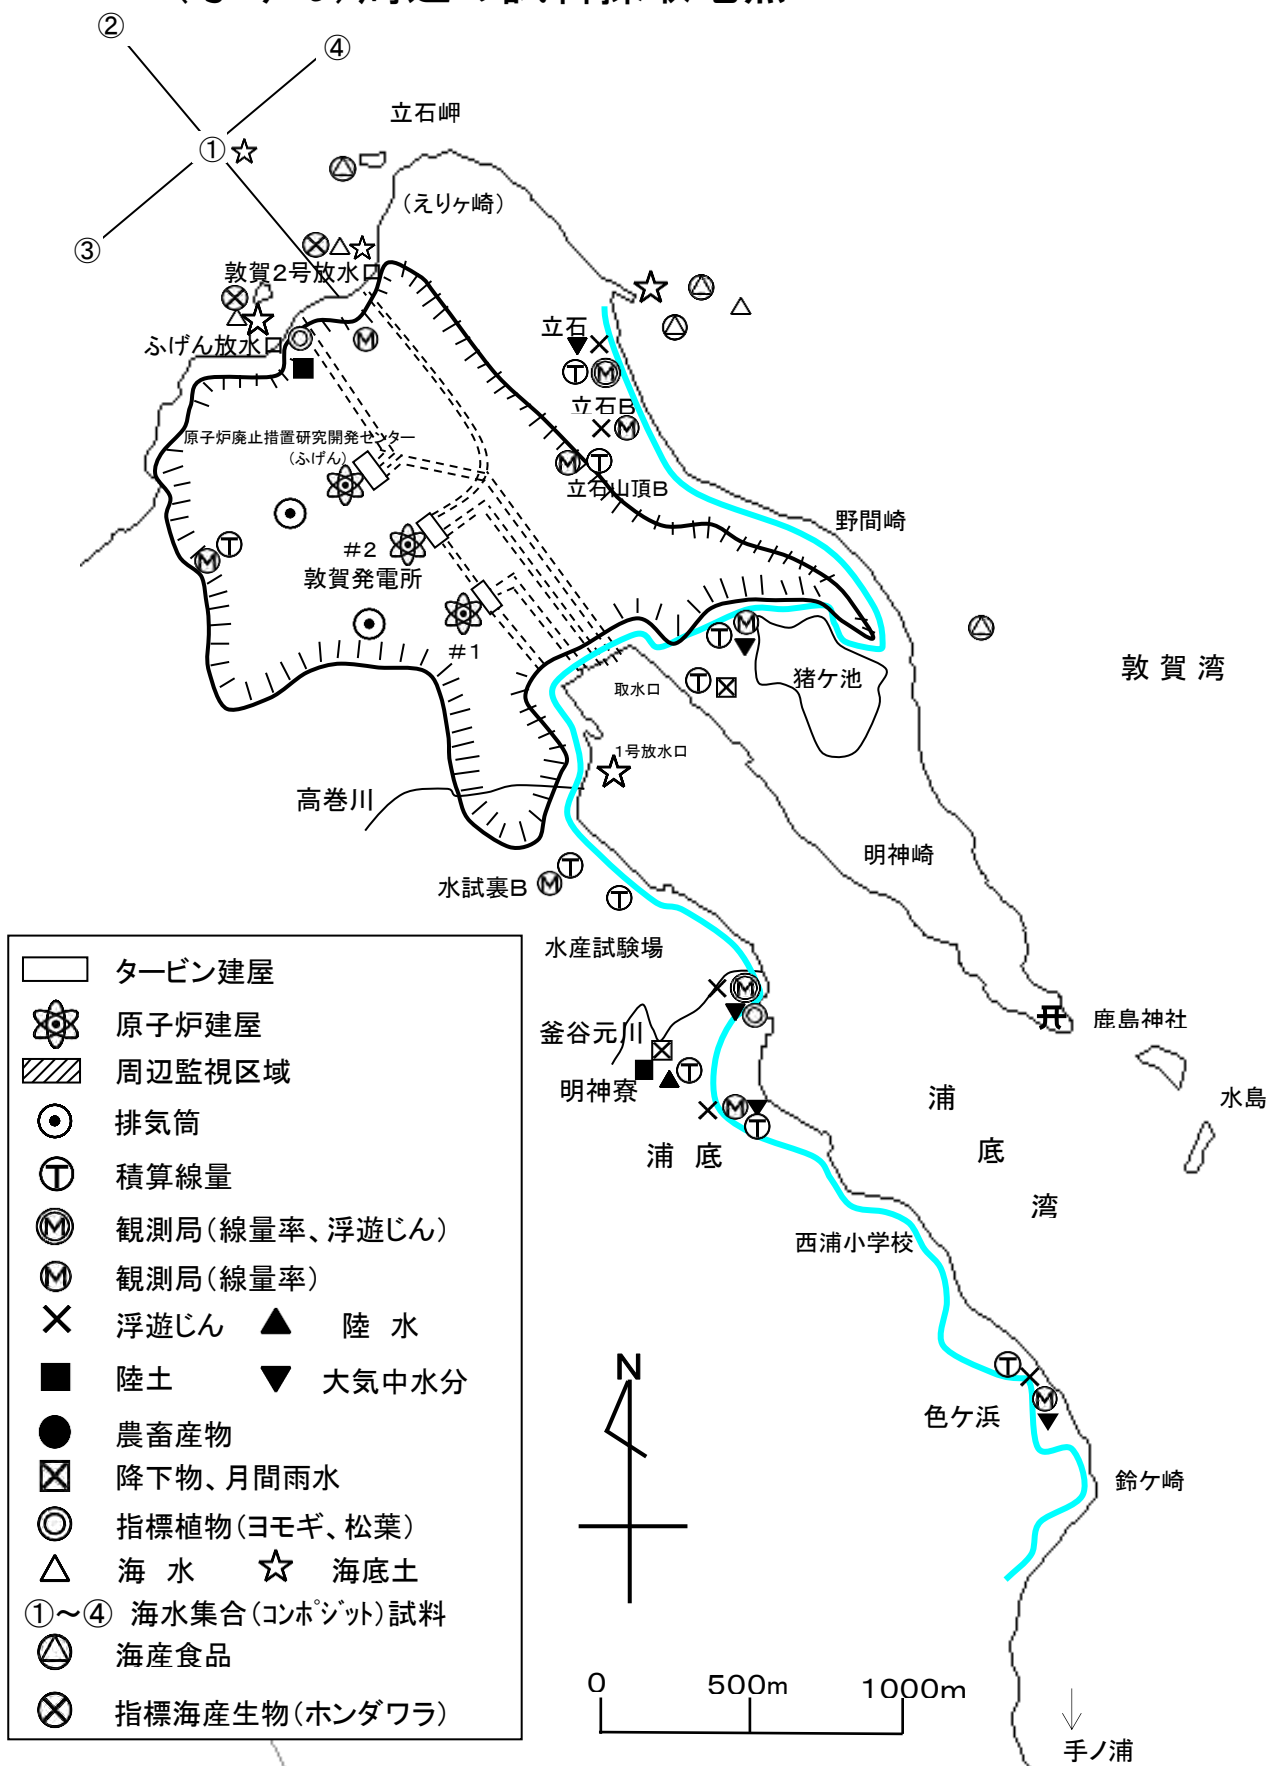 ②
④
立石岬
①
(えりヶ崎)
③
敦賀2号放水口
ふげん放水口
立石
T M
立石B
M
原子炉廃止措置研究開発センター
(ふげん)
M T
立石山頂B
野間崎
M T
#2
敦賀発電所
#1
T M
敦賀湾
猪ケ池
取水口
T
1号放水口
高巻川
明神崎
水試裏B M T
T
水産試験場
M
鹿島神社
釜谷元川
明神寮
T
水島
M
T
浦底
浦底湾
西浦小学校
T
M
色ケ浜
鈴ケ崎
手ノ浦
タービン建屋
原子炉建屋
周辺監視区域
排気筒
T 積算線量
M 観測局(線量率、浮遊じん)
M 観測局(線量率)
浮遊じん 陸 水
陸土 大気中水分
農畜産物
降下物、月間雨水
指標植物(ヨモギ、松葉)
海 水 海底土
①~④ 海水集合(コンポジット)試料
海産食品
指標海産生物(ホンダワラ)
N
0 500m 1000m